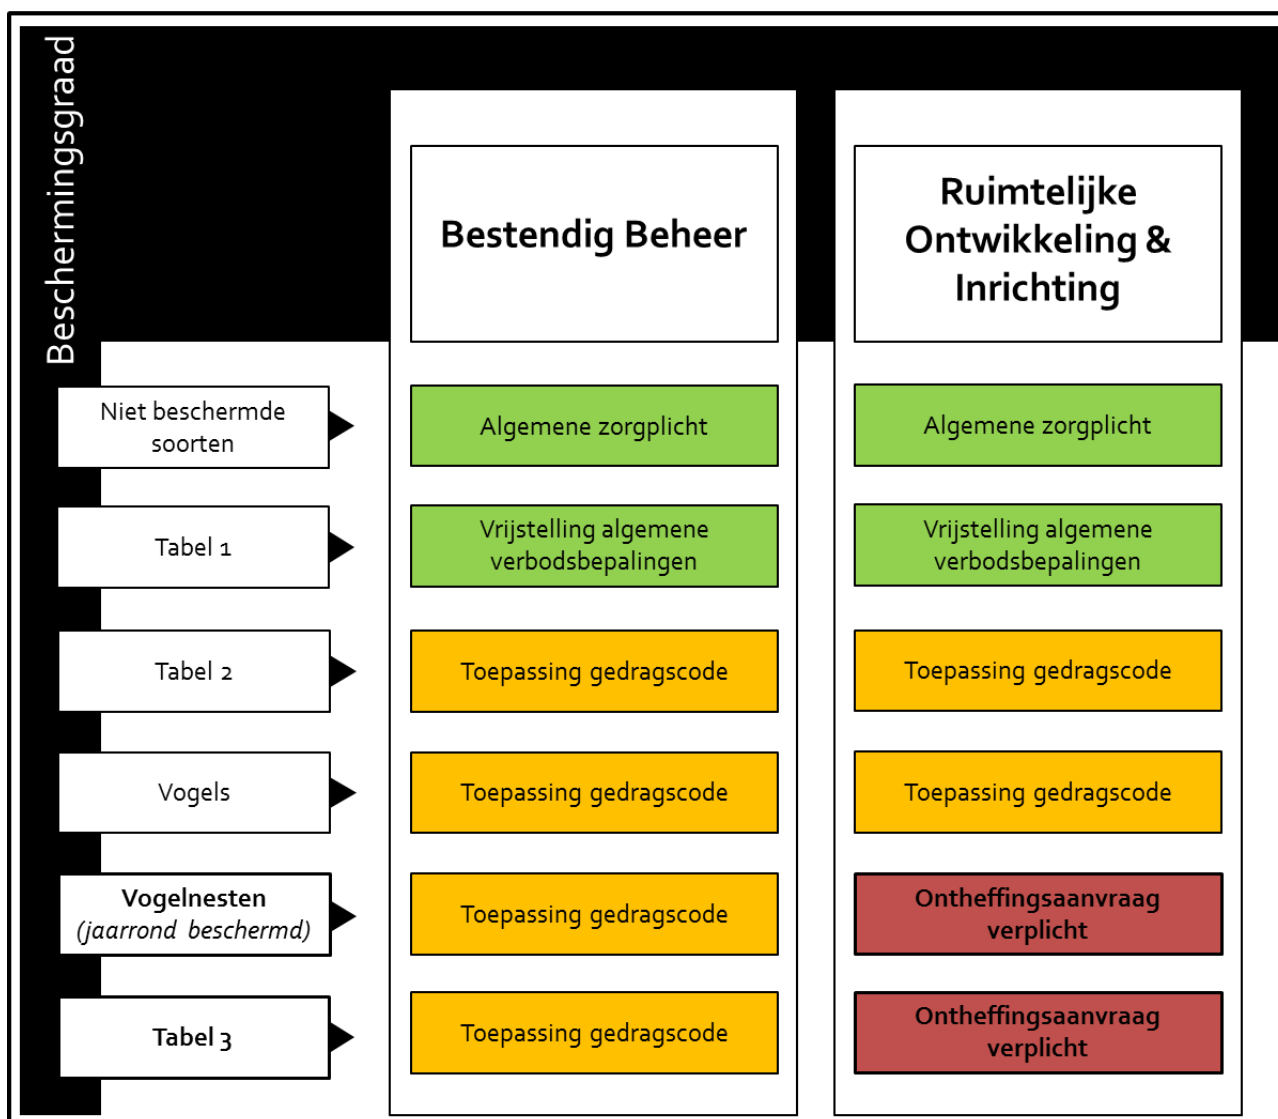 Beschermingsgraad
Bestendig Beheer
Ruimtelijke
Ontwikkeling &
Inrichting
Niet beschermde
soorten
Algemene zorgplicht
Algemene zorgplicht
Tabel 1
Vrijstelling algemene
verbodsbepalingen
Vrijstelling algemene
verbodsbepalingen
Tabel 2
Toepassing gedragscode
Toepassing gedragscode
Vogels
Toepassing gedragscode
Toepassing gedragscode
Vogelnesten
(jaarrond beschermd)
Toepassing gedragscode
Ontheffingsaanvraag
verplicht
Tabel 3
Toepassing gedragscode
Ontheffingsaanvraag
verplicht